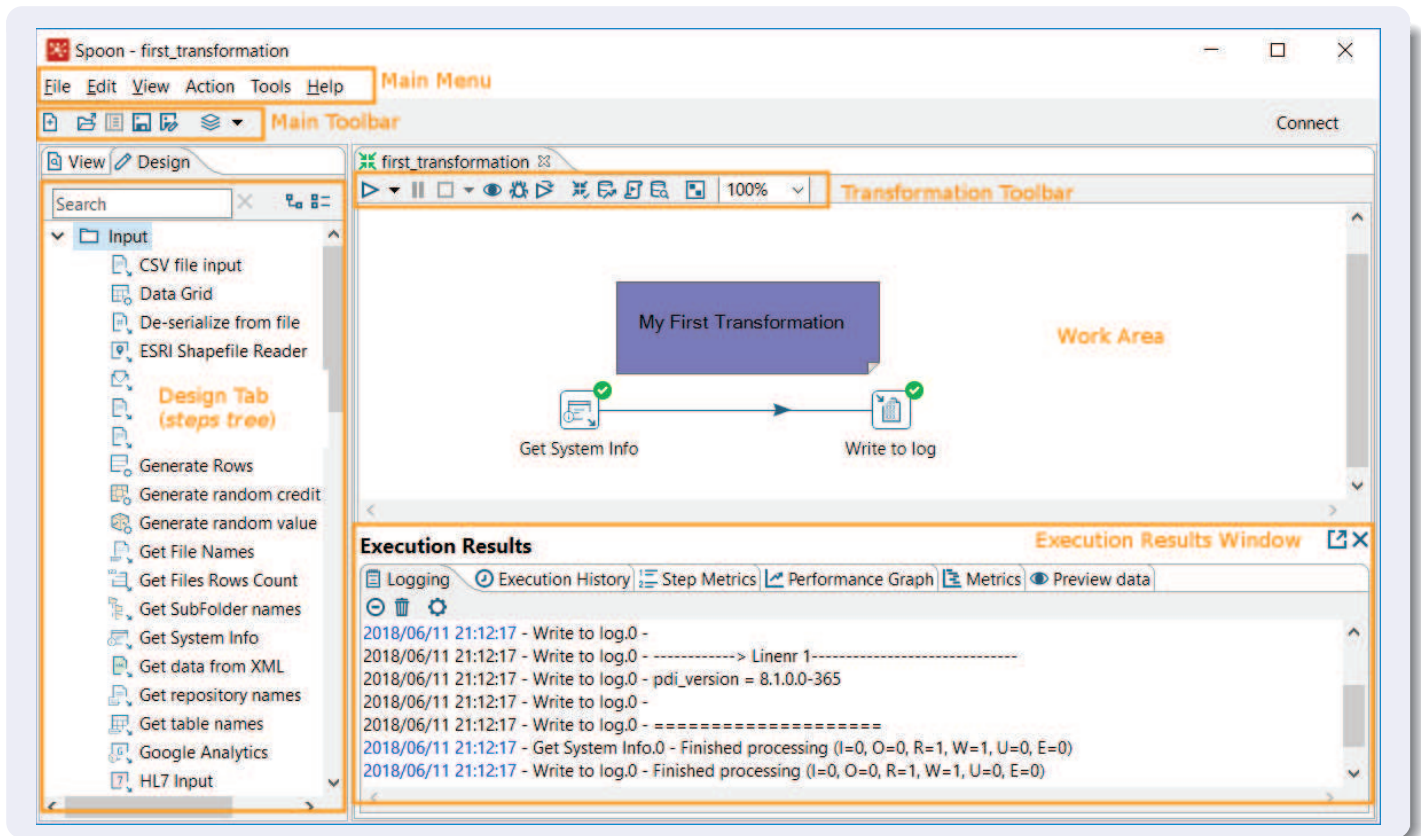 Spoon - first_transformation
File Edit View Action Tools Help
Main Menu
Main Toolbar
Connect
View Design
first_transformation
Search
100%
Transformation Toolbar
Input
CSV file input
Data Grid
De-serialize from file
ESRI Shapefile Reader
Design Tab
(steps tree)
Generate Rows
Generate random credit
Generate random value
Get File Names
Get Files Rows Count
Get SubFolder names
Get System Info
Get data from XML
Get repository names
Get table names
Google Analytics
HL7 Input
My First Transformation
Work Area
Get System Info
Write to log
Execution Results
Execution Results Window
Logging Execution History Step Metrics Performance Graph Metrics Preview data
2018/06/11 21:12:17 - Write to log.0 -
2018/06/11 21:12:17 - Write to log.0 - ------------> Linenr 1------------------------------
2018/06/11 21:12:17 - Write to log.0 - pdi_version = 8.1.0.0-365
2018/06/11 21:12:17 - Write to log.0 -
2018/06/11 21:12:17 - Write to log.0 - ====================
2018/06/11 21:12:17 - Get System Info.0 - Finished processing (I=0, O=0, R=1, W=1, U=0, E=0)
2018/06/11 21:12:17 - Write to log.0 - Finished processing (I=0, O=0, R=1, W=1, U=0, E=0)